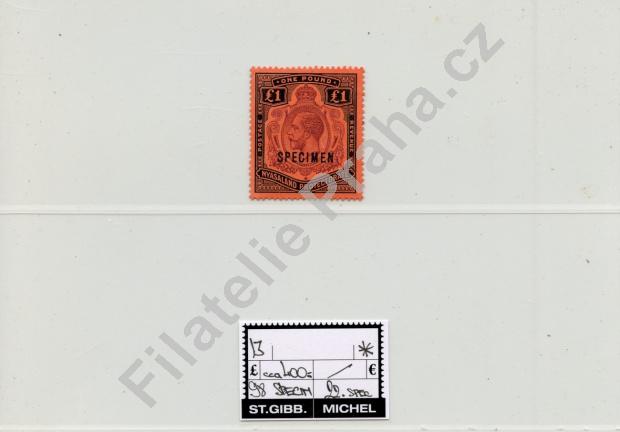 ONE POUND
£1 £1
POSTAGE REVENUE
SPECIMEN
NYASALAND
Filatelie Praha.cz
13 *
£ cca 400= €
98 SPECIM 22. SPEC
ST.GIBB. MICHEL